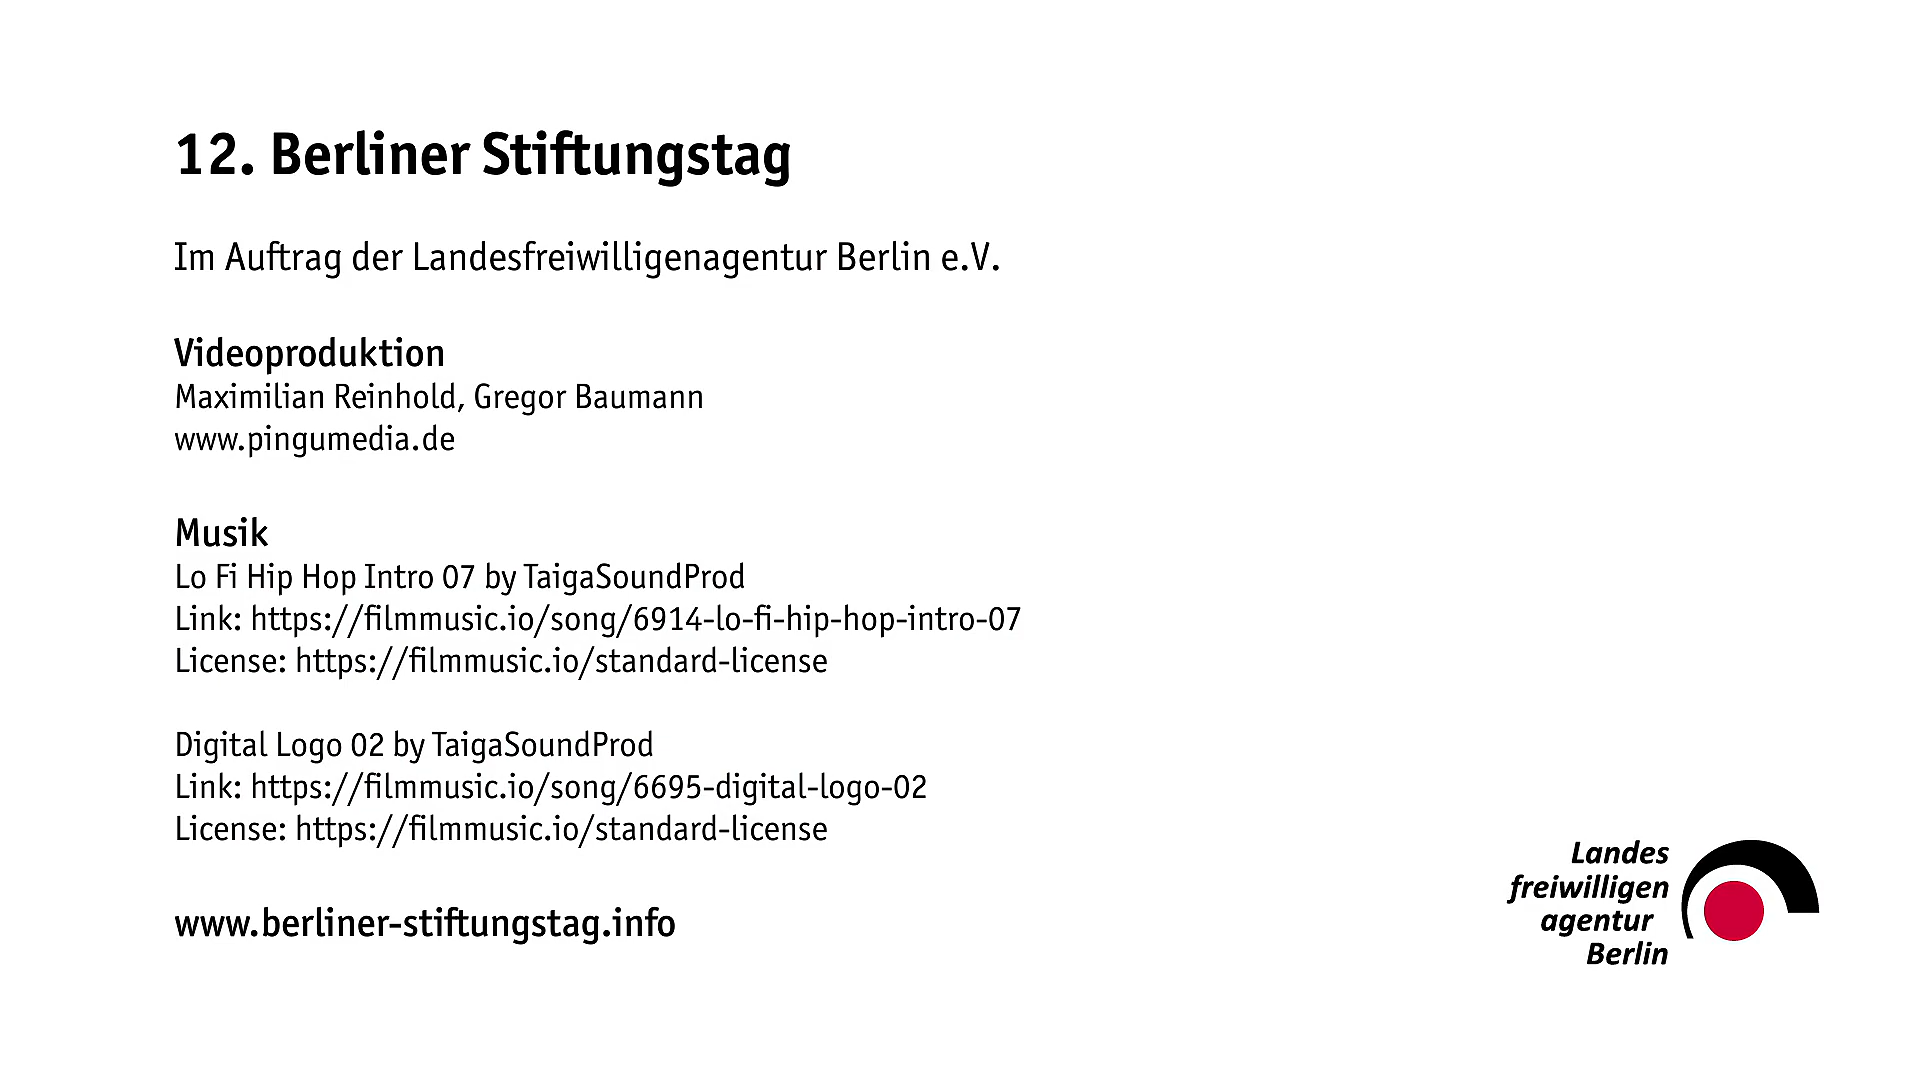 12. Berliner Stiftungstag
Im Auftrag der Landesfreiwilligenagentur Berlin e.V.
Videoproduktion
Maximilian Reinhold, Gregor Baumann
www.pingumedia.de
Musik
Lo Fi Hip Hop Intro 07 by TaigaSoundProd
Link: https://filmmusic.io/song/6914-lo-fi-hip-hop-intro-07
License: https://filmmusic.io/standard-license
Digital Logo 02 by TaigaSoundProd
Link: https://filmmusic.io/song/6695-digital-logo-02
License: https://filmmusic.io/standard-license
www.berliner-stiftungstag.info
Landes
freiwilligen
agentur
Berlin